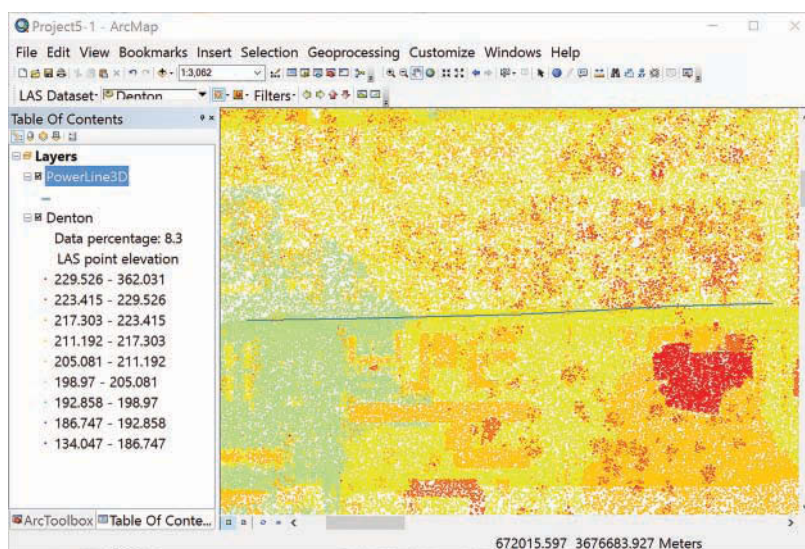 Project5-1 - ArcMap
File Edit View Bookmarks Insert Selection Geoprocessing Customize Windows Help
1:3,062
LAS Dataset Denton Filters
Table Of Contents
Layers
PowerLine3D
Denton
Data percentage: 8.3
LAS point elevation
229.526 - 362.031
223.415 - 229.526
217.303 - 223.415
211.192 - 217.303
205.081 - 211.192
198.97 - 205.081
192.858 - 198.97
186.747 - 192.858
134.047 - 186.747
ArcToolbox Table Of Conte...
672015.597 3676683.927 Meters